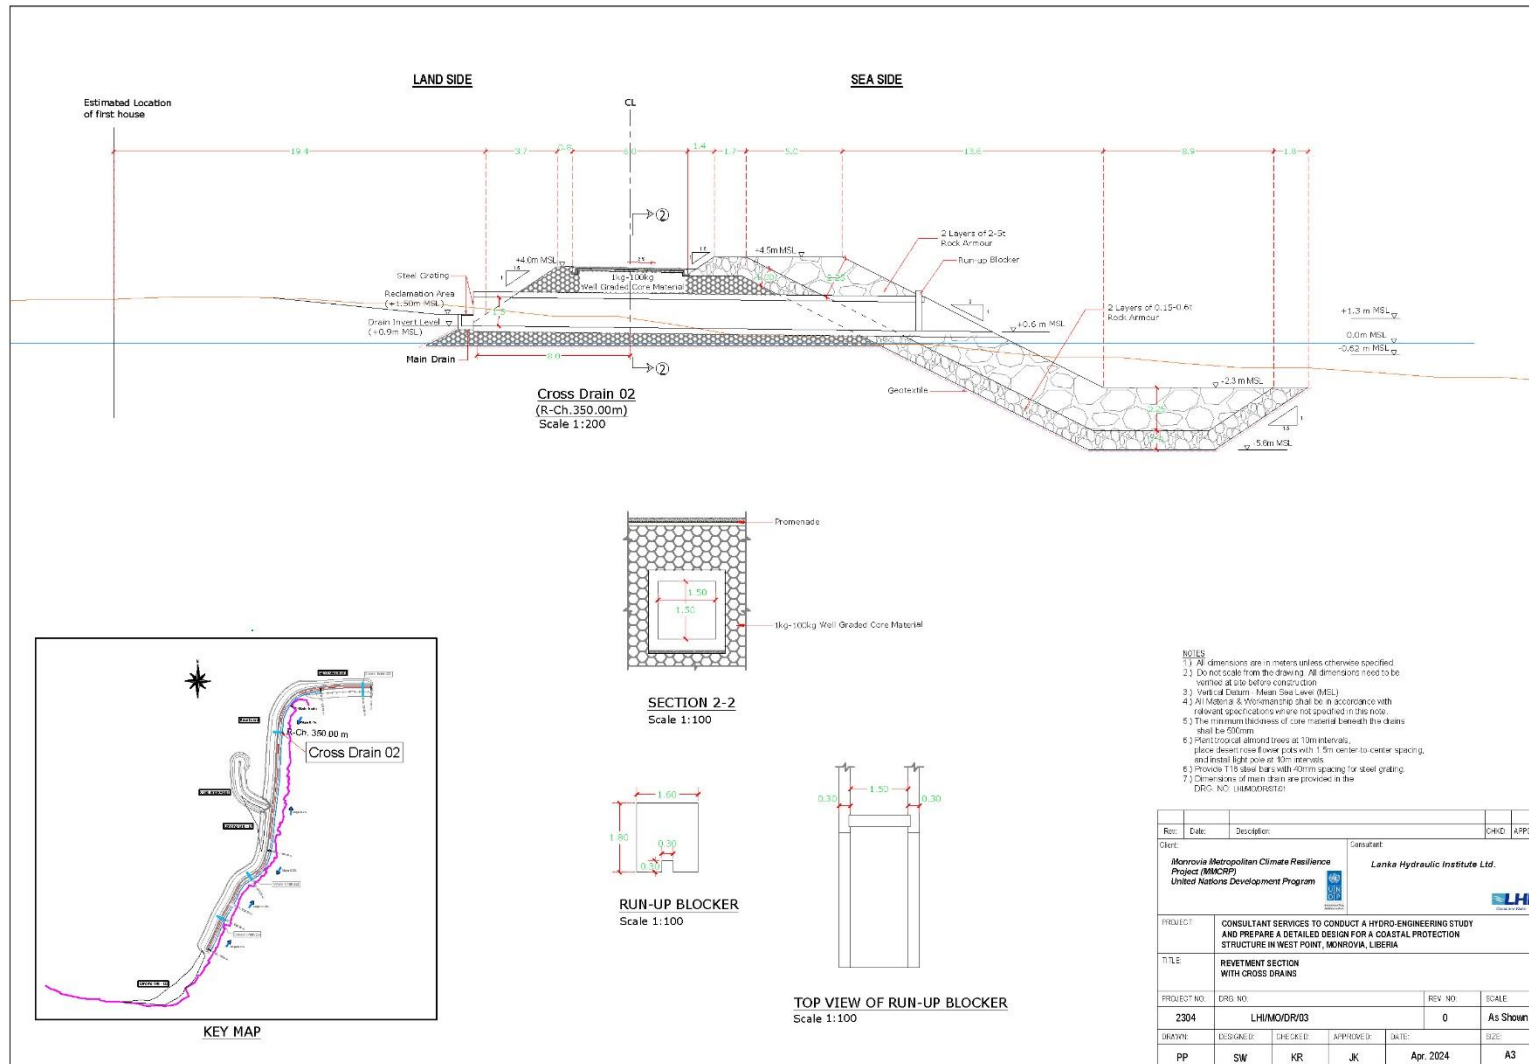 LAND SIDE
SEA SIDE
Estimated Location
of first house
CL
19.4
3.7
0.8
6.0
1.4
1.7
5.0
13.6
8.9
1.8
2
2 Layers of 2-5t
Rock Armour
Run-up Blocker
+4.0m MSL
+4.5m MSL
2.5
1kg-100kg
Well Graded Core Material
Steel Grating
Reclamation Area
(+1.50m MSL)
Drain Invert Level
(+0.9m MSL)
Main Drain
1.5
8.0
2.25
2 Layers of 0.15-0.6t
Rock Armour
+0.6 m MSL
+1.3 m MSL
0.0m MSL
-0.62 m MSL
Geotextile
-2.3 m MSL
2.25
-5.6m MSL
2
Cross Drain 02
(R-Ch.350.00m)
Scale 1:200
Promenade
1.50
1.50
1kg-100kg Well Graded Core Material
SECTION 2-2
Scale 1:100
R-Ch. 350.00 m
Cross Drain 02
KEY MAP
1.60
1.80
0.30
0.30
RUN-UP BLOCKER
Scale 1:100
1.50
0.30
0.30
TOP VIEW OF RUN-UP BLOCKER
Scale 1:100
NOTES
1.) All dimensions are in meters unless otherwise specified.
2.) Do not scale from the drawing. All dimensions need to be
verified at site before construction
3.) Vertical Datum - Mean Sea Level (MSL)
4.) All Material & Workmanship shall be in accordance with
relevant specifications where not specified in this note.
5.) The minimum thickness of core material beneath the drains
shall be 500mm.
6.) Plant tropical almond trees at 10m intervals,
place desert rose flower pots with 1.5m center-to-center spacing,
and install light pole at 10m intervals.
6.) Provide T16 steel bars with 40mm spacing for steel grating.
7.) Dimensions of main drain are provided in the
DRG. NO: LHI/MO/DR/ST/01
Rev: Date: Description: CHKD: APPD
Client: Consultant:
Monrovia Metropolitan Climate Resilience
Project (MMCRP)
United Nations Development Program
Lanka Hydraulic Institute Ltd.
UN
DP
LHI
PROJECT: CONSULTANT SERVICES TO CONDUCT A HYDRO-ENGINEERING STUDY
AND PREPARE A DETAILED DESIGN FOR A COASTAL PROTECTION
STRUCTURE IN WEST POINT, MONROVIA, LIBERIA
TITLE: REVETMENT SECTION
WITH CROSS DRAINS
PROJECT NO: DRG. NO: REV. NO: SCALE:
2304 LHI/MO/DR/03 0 As Shown
DRAWN: DESIGNED: CHECKED: APPROVED: DATE: SIZE:
PP SW KR JK Apr. 2024 A3